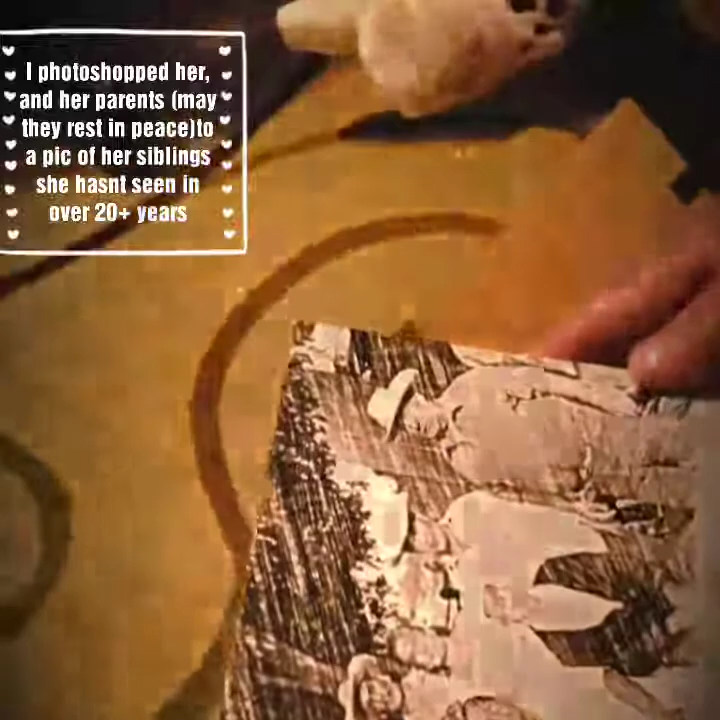 I photoshopped her,
and her parents (may
they rest in peace)to
a pic of her siblings
she hasnt seen in
over 20+ years